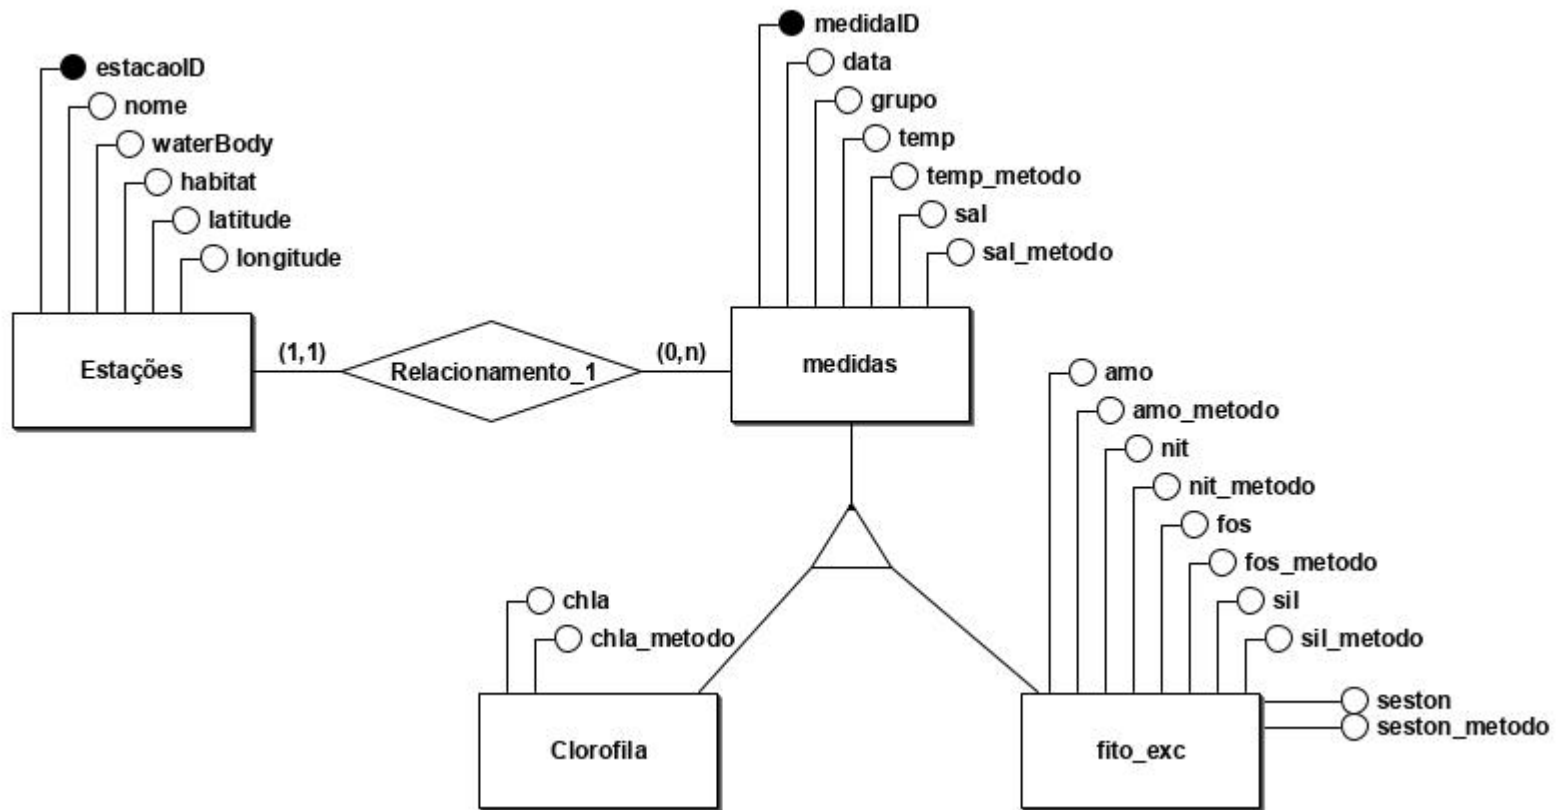 estacaoID
nome
waterBody
habitat
latitude
longitude
Estações
(1,1)
Relacionamento_1
(0,n)
medidaID
data
grupo
temp
temp_metodo
sal
sal_metodo
medidas
chla
chla_metodo
Clorofila
amo
amo_metodo
nit
nit_metodo
fos
fos_metodo
sil
sil_metodo
seston
seston_metodo
fito_exc